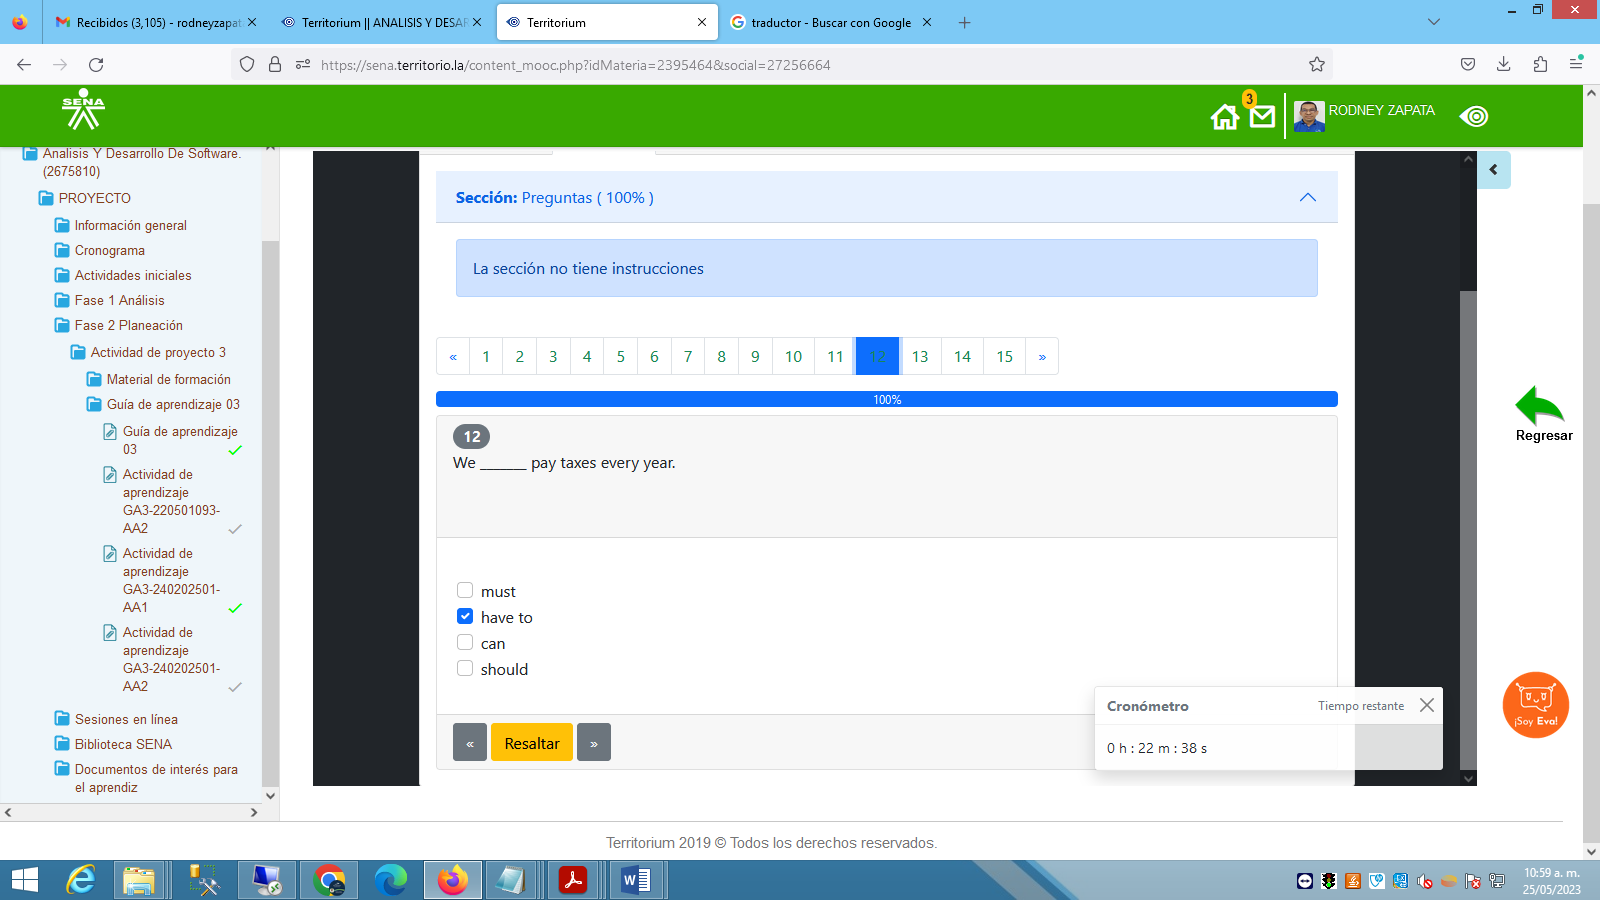 Recibidos (3,105) - rodneyzapat
Territorium || ANALISIS Y DESAR
Territorium
traductor - Buscar con Google
https://sena.territorio.la/content_mooc.php?idMateria=2395464&social=27256664
SENA
3
RODNEY ZAPATA
Analisis Y Desarrollo De Software.
(2675810)
PROYECTO
Información general
Cronograma
Actividades iniciales
Fase 1 Análisis
Fase 2 Planeación
Actividad de proyecto 3
Material de formación
Guía de aprendizaje 03
Guía de aprendizaje
03
Actividad de
aprendizaje
GA3-220501093-
AA2
Actividad de
aprendizaje
GA3-240202501-
AA1
Actividad de
aprendizaje
GA3-240202501-
AA2
Sesiones en línea
Biblioteca SENA
Documentos de interés para
el aprendiz
Sección: Preguntas ( 100% )
La sección no tiene instrucciones
« 1 2 3 4 5 6 7 8 9 10 11 12 13 14 15 »
100%
12
We ______ pay taxes every year.
must
have to
can
should
« Resaltar »
Cronómetro Tiempo restante
0 h : 22 m : 38 s
Regresar
¡Soy Eva!
Territorium 2019 © Todos los derechos reservados.
10:59 a. m.
25/05/2023